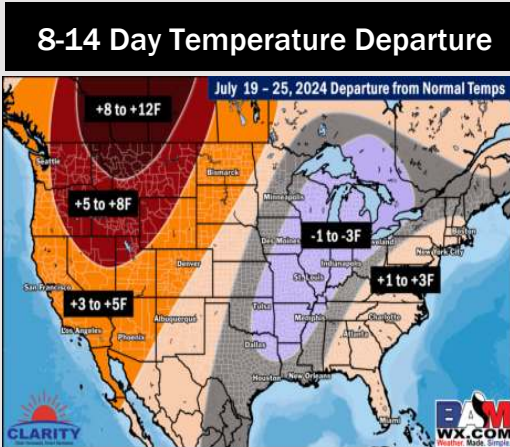 8-14 Day Temperature Departure
July 19 – 25, 2024 Departure from Normal Temps
+8 to +12F
Seattle
Bismarck
+5 to +8F
Minneapolis
Boston
-1 to -3F
eveland
New York City
Des Moines
Indianapolis
Denver
St. Louis
+1 to +3F
San Francisco
+3 to +5F
Tulsa
Albuquerque
Memphis
Charlotte
Los Angeles
Phoenix
Atlanta
Dallas
Houston
New Orleans
Miami
CLARITY
BAM
WX.COM
Weather. Made. Simple.